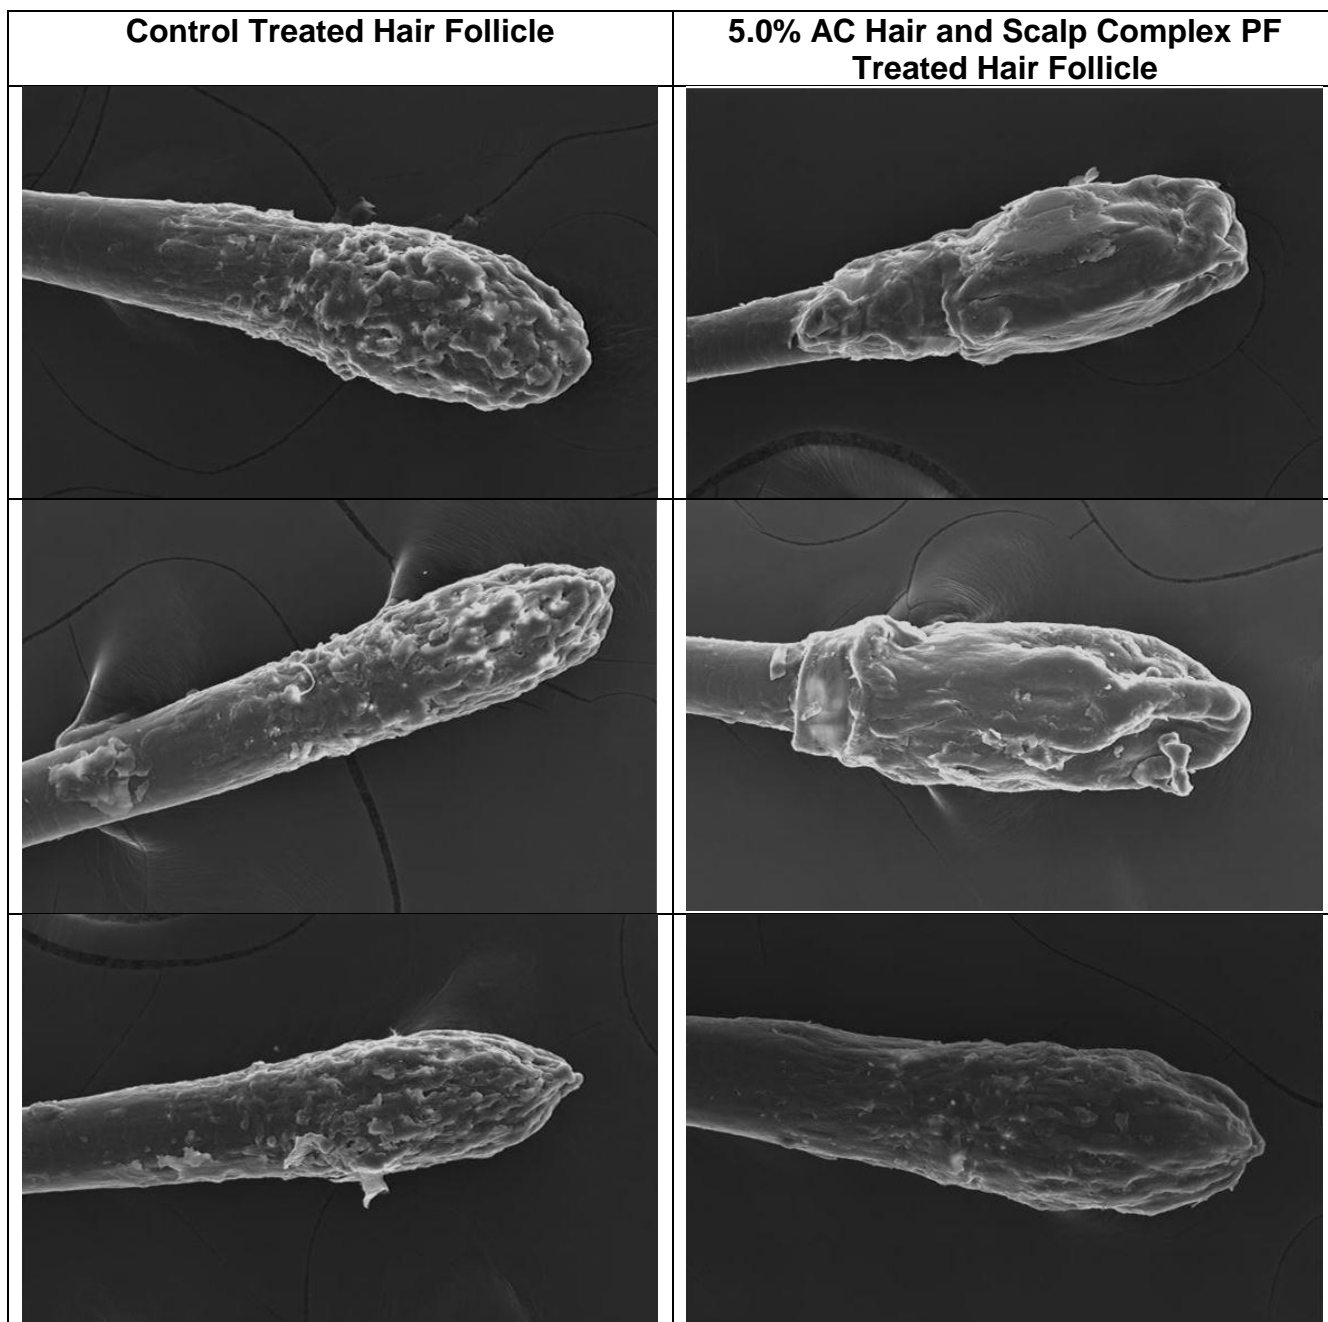 Control Treated Hair Follicle
5.0% AC Hair and Scalp Complex PF
Treated Hair Follicle